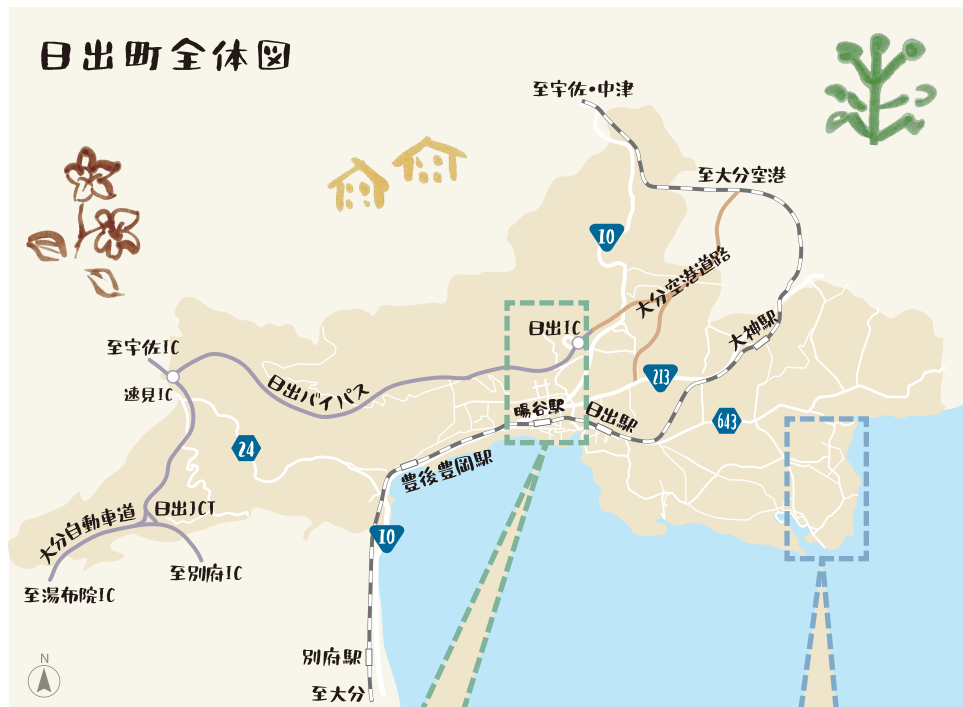 日出町全体図
至宇佐・中津
至大分空港
10
大分空港道路
日出IC
大神駅
至宇佐IC
速見IC
日出バイパス
213
暘谷駅
日出駅
643
24
豊後豊岡駅
日出JCT
大分自動車道
10
至別府IC
至湯布院IC
別府駅
至大分
N